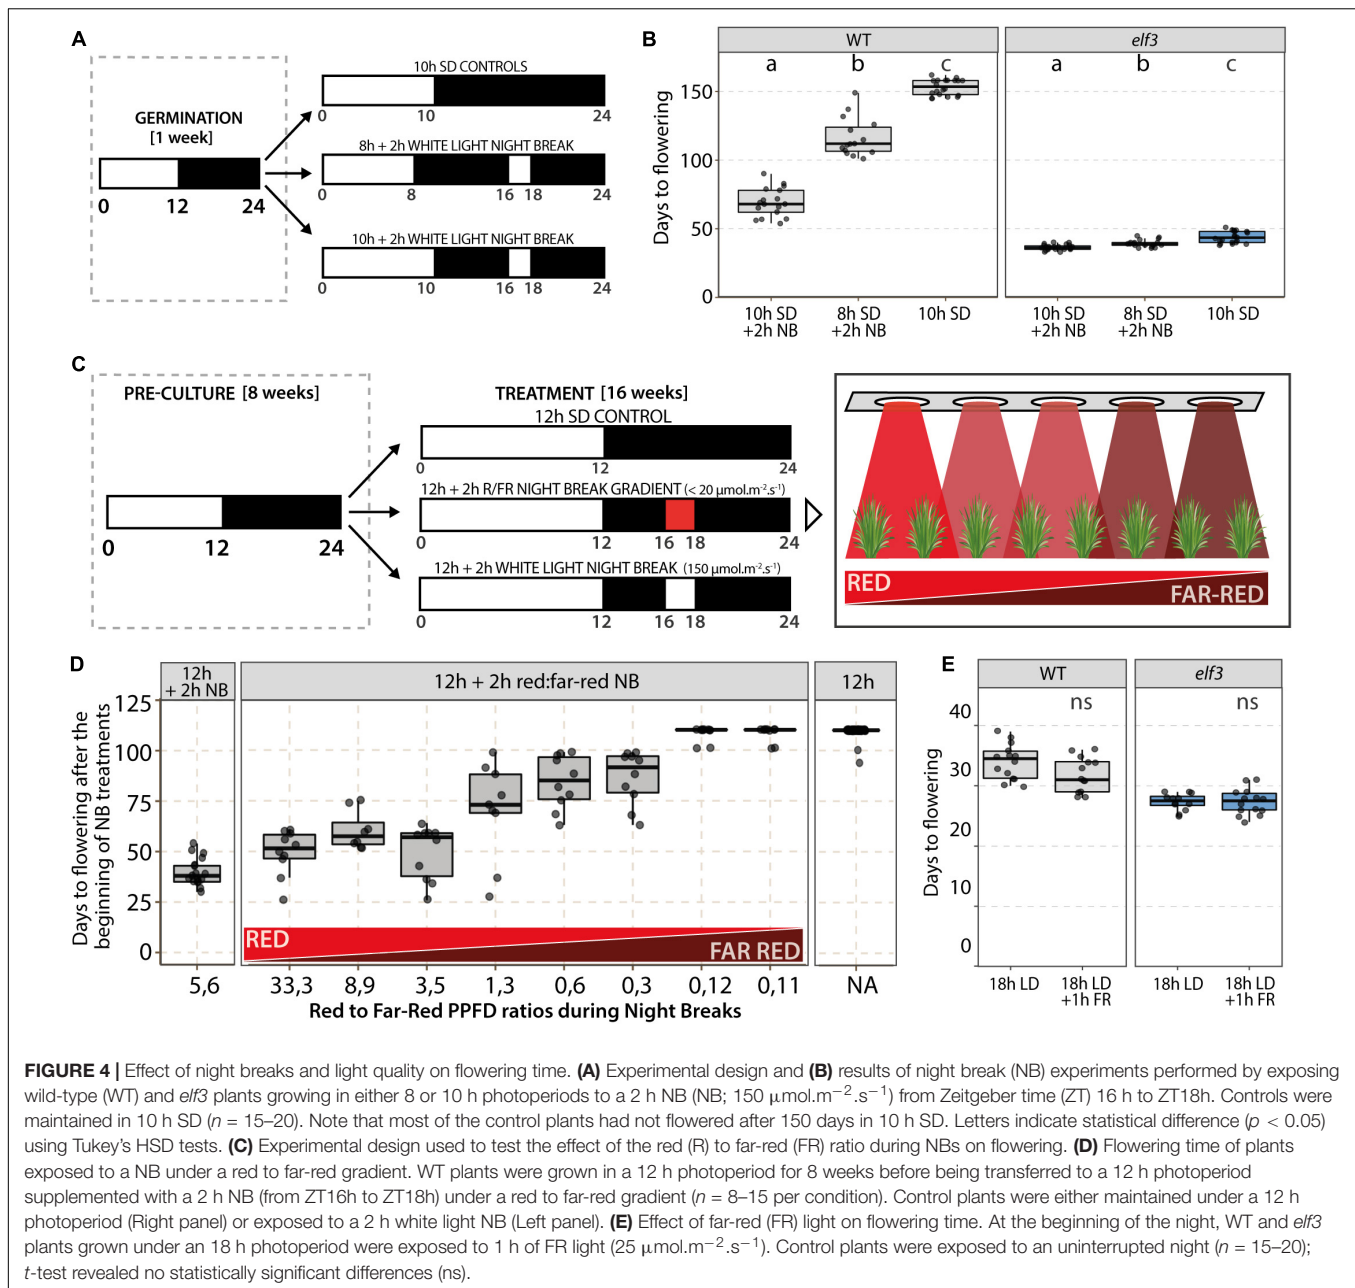 A
GERMINATION
[1 week]
0 12 24
10h SD CONTROLS
0 10 24
8h + 2h WHITE LIGHT NIGHT BREAK
0 8 16 18 24
10h + 2h WHITE LIGHT NIGHT BREAK
0 10 16 18 24
B
WT elf3
a b c a b c
Days to flowering
150
100
50
0
10h SD 8h SD 10h SD 10h SD 8h SD 10h SD
+2h NB +2h NB +2h NB +2h NB
C
PRE-CULTURE [8 weeks]
0 12 24
TREATMENT [16 weeks]
12h SD CONTROL
0 12 24
12h + 2h R/FR NIGHT BREAK GRADIENT (< 20 µmol.m-2.s-1)
0 12 16 18 24
12h + 2h WHITE LIGHT NIGHT BREAK (150 µmol.m-2.s-1)
0 12 16 18 24
RED
FAR-RED
D
12h
+ 2h NB
12h + 2h red:far-red NB
12h
Days to flowering after the
beginning of NB treatments
125
100
75
50
25
0
RED
FAR RED
5,6 33,3 8,9 3,5 1,3 0,6 0,3 0,12 0,11 NA
Red to Far-Red PPFD ratios during Night Breaks
E
WT elf3
ns ns
Days to flowering
40
30
20
10
0
18h LD 18h LD 18h LD 18h LD
+1h FR +1h FR
FIGURE 4 | Effect of night breaks and light quality on flowering time. (A) Experimental design and (B) results of night break (NB) experiments performed by exposing
wild-type (WT) and elf3 plants growing in either 8 or 10 h photoperiods to a 2 h NB (NB; 150 µmol.m−2.s−1) from Zeitgeber time (ZT) 16 h to ZT18h. Controls were
maintained in 10 h SD (n = 15–20). Note that most of the control plants had not flowered after 150 days in 10 h SD. Letters indicate statistical difference (p < 0.05)
using Tukey's HSD tests. (C) Experimental design used to test the effect of the red (R) to far-red (FR) ratio during NBs on flowering. (D) Flowering time of plants
exposed to a NB under a red to far-red gradient. WT plants were grown in a 12 h photoperiod for 8 weeks before being transferred to a 12 h photoperiod
supplemented with a 2 h NB (from ZT16h to ZT18h) under a red to far-red gradient (n = 8–15 per condition). Control plants were either maintained under a 12 h
photoperiod (Right panel) or exposed to a 2 h white light NB (Left panel). (E) Effect of far-red (FR) light on flowering time. At the beginning of the night, WT and elf3
plants grown under an 18 h photoperiod were exposed to 1 h of FR light (25 µmol.m−2.s−1). Control plants were exposed to an uninterrupted night (n = 15–20);
t-test revealed no statistically significant differences (ns).